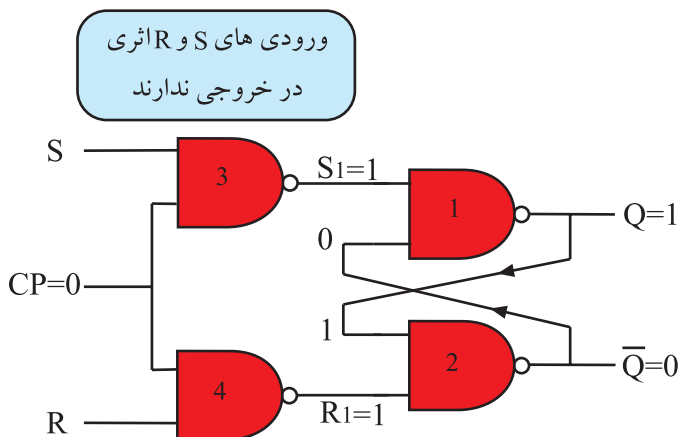 ورودی های S و R اثری
در خروجی ندارند
S
3
S1=1
1
Q=1
0
CP=0
1
2
Q̅=0
4
R1=1
R